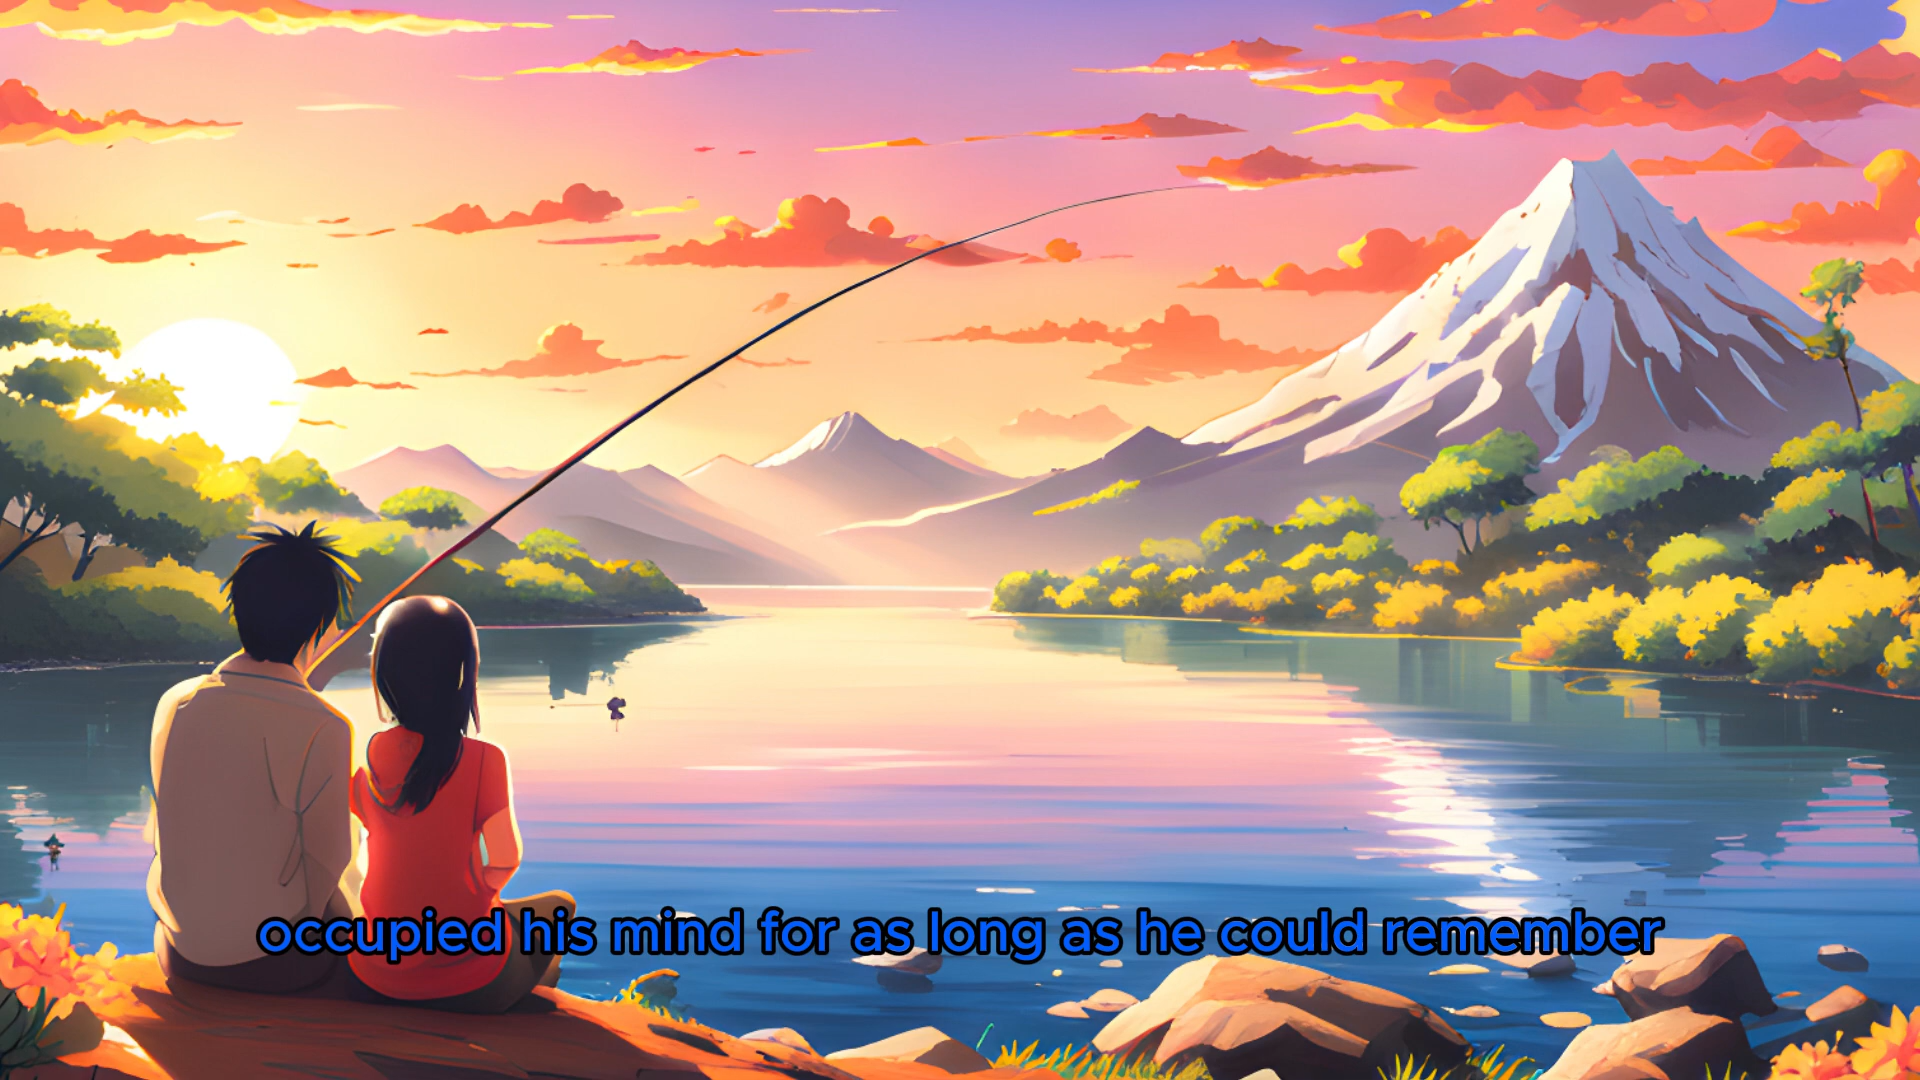 occupied his mind for as long as he could remember